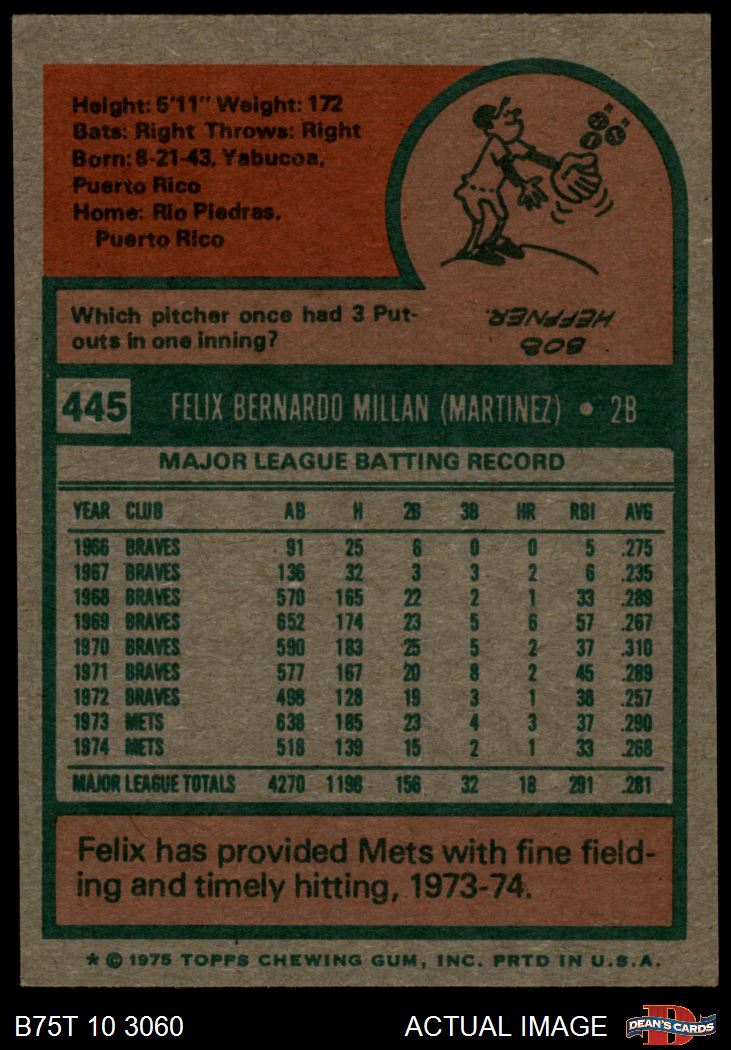 Height: 5'11" Weight: 172
Bats: Right Throws: Right
Born: 8-21-43, Yabucoa,
Puerto Rico
Home: Rio Piedras,
Puerto Rico
Which pitcher once had 3 Put-
outs in one inning?
BOB
HEFFNER.
445 FELIX BERNARDO MILLAN (MARTINEZ) • 2B
MAJOR LEAGUE BATTING RECORD
YEAR CLUB AB H 2B 3B HR RBI AVG
1966 BRAVES 91 25 6 0 0 5 .275
1967 BRAVES 136 32 3 3 2 6 .235
1968 BRAVES 570 165 22 2 1 33 .289
1969 BRAVES 652 174 23 5 6 57 .267
1970 BRAVES 590 183 25 5 2 37 .310
1971 BRAVES 577 167 20 8 2 45 .289
1972 BRAVES 498 128 19 3 1 38 .257
1973 METS 638 185 23 4 3 37 .290
1974 METS 518 139 15 2 1 33 .268
MAJOR LEAGUE TOTALS 4270 1198 156 32 18 291 .281
Felix has provided Mets with fine field-
ing and timely hitting, 1973-74.
* © 1975 TOPPS CHEWING GUM, INC. PRTD IN U.S.A.
B75T 10 3060 ACTUAL IMAGE DEAN'S CARDS